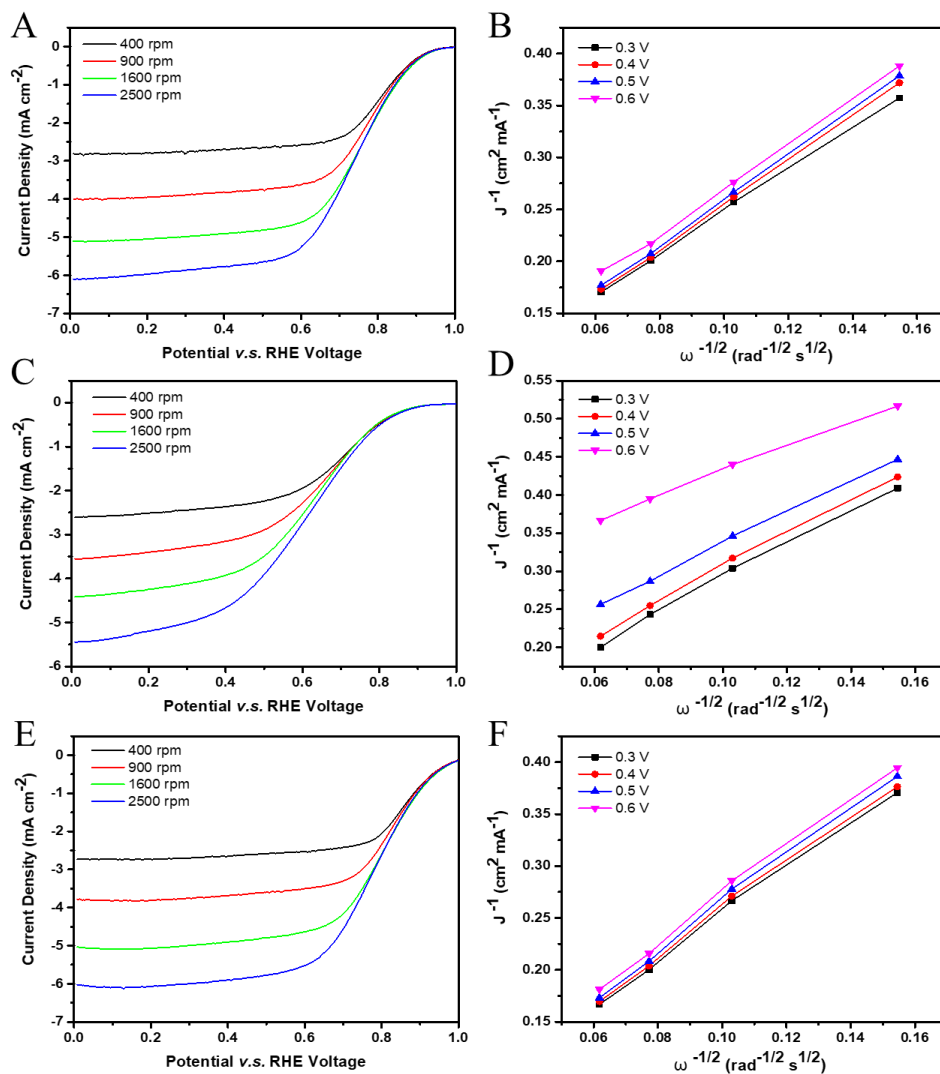 A
400 rpm
900 rpm
1600 rpm
2500 rpm
Current Density (mA cm-2)
0
-1
-2
-3
-4
-5
-6
-7
0.0 0.2 0.4 0.6 0.8 1.0
Potential v.s. RHE Voltage
B
0.3 V
0.4 V
0.5 V
0.6 V
J -1 (cm2 mA-1)
0.40
0.35
0.30
0.25
0.20
0.15
0.06 0.08 0.10 0.12 0.14 0.16
ω -1/2 (rad-1/2 s1/2)
C
400 rpm
900 rpm
1600 rpm
2500 rpm
Current Density (mA cm-2)
0
-1
-2
-3
-4
-5
-6
0.0 0.2 0.4 0.6 0.8 1.0
Potential v.s. RHE Voltage
D
0.3 V
0.4 V
0.5 V
0.6 V
J -1 (cm2 mA-1)
0.55
0.50
0.45
0.40
0.35
0.30
0.25
0.20
0.06 0.08 0.10 0.12 0.14 0.16
ω -1/2 (rad-1/2 s1/2)
E
400 rpm
900 rpm
1600 rpm
2500 rpm
Current Density (mA cm-2)
0
-1
-2
-3
-4
-5
-6
-7
0.0 0.2 0.4 0.6 0.8 1.0
Potential v.s. RHE Voltage
F
0.3 V
0.4 V
0.5 V
0.6 V
J -1 (cm2 mA-1)
0.40
0.35
0.30
0.25
0.20
0.15
0.06 0.08 0.10 0.12 0.14 0.16
ω -1/2 (rad-1/2 s1/2)